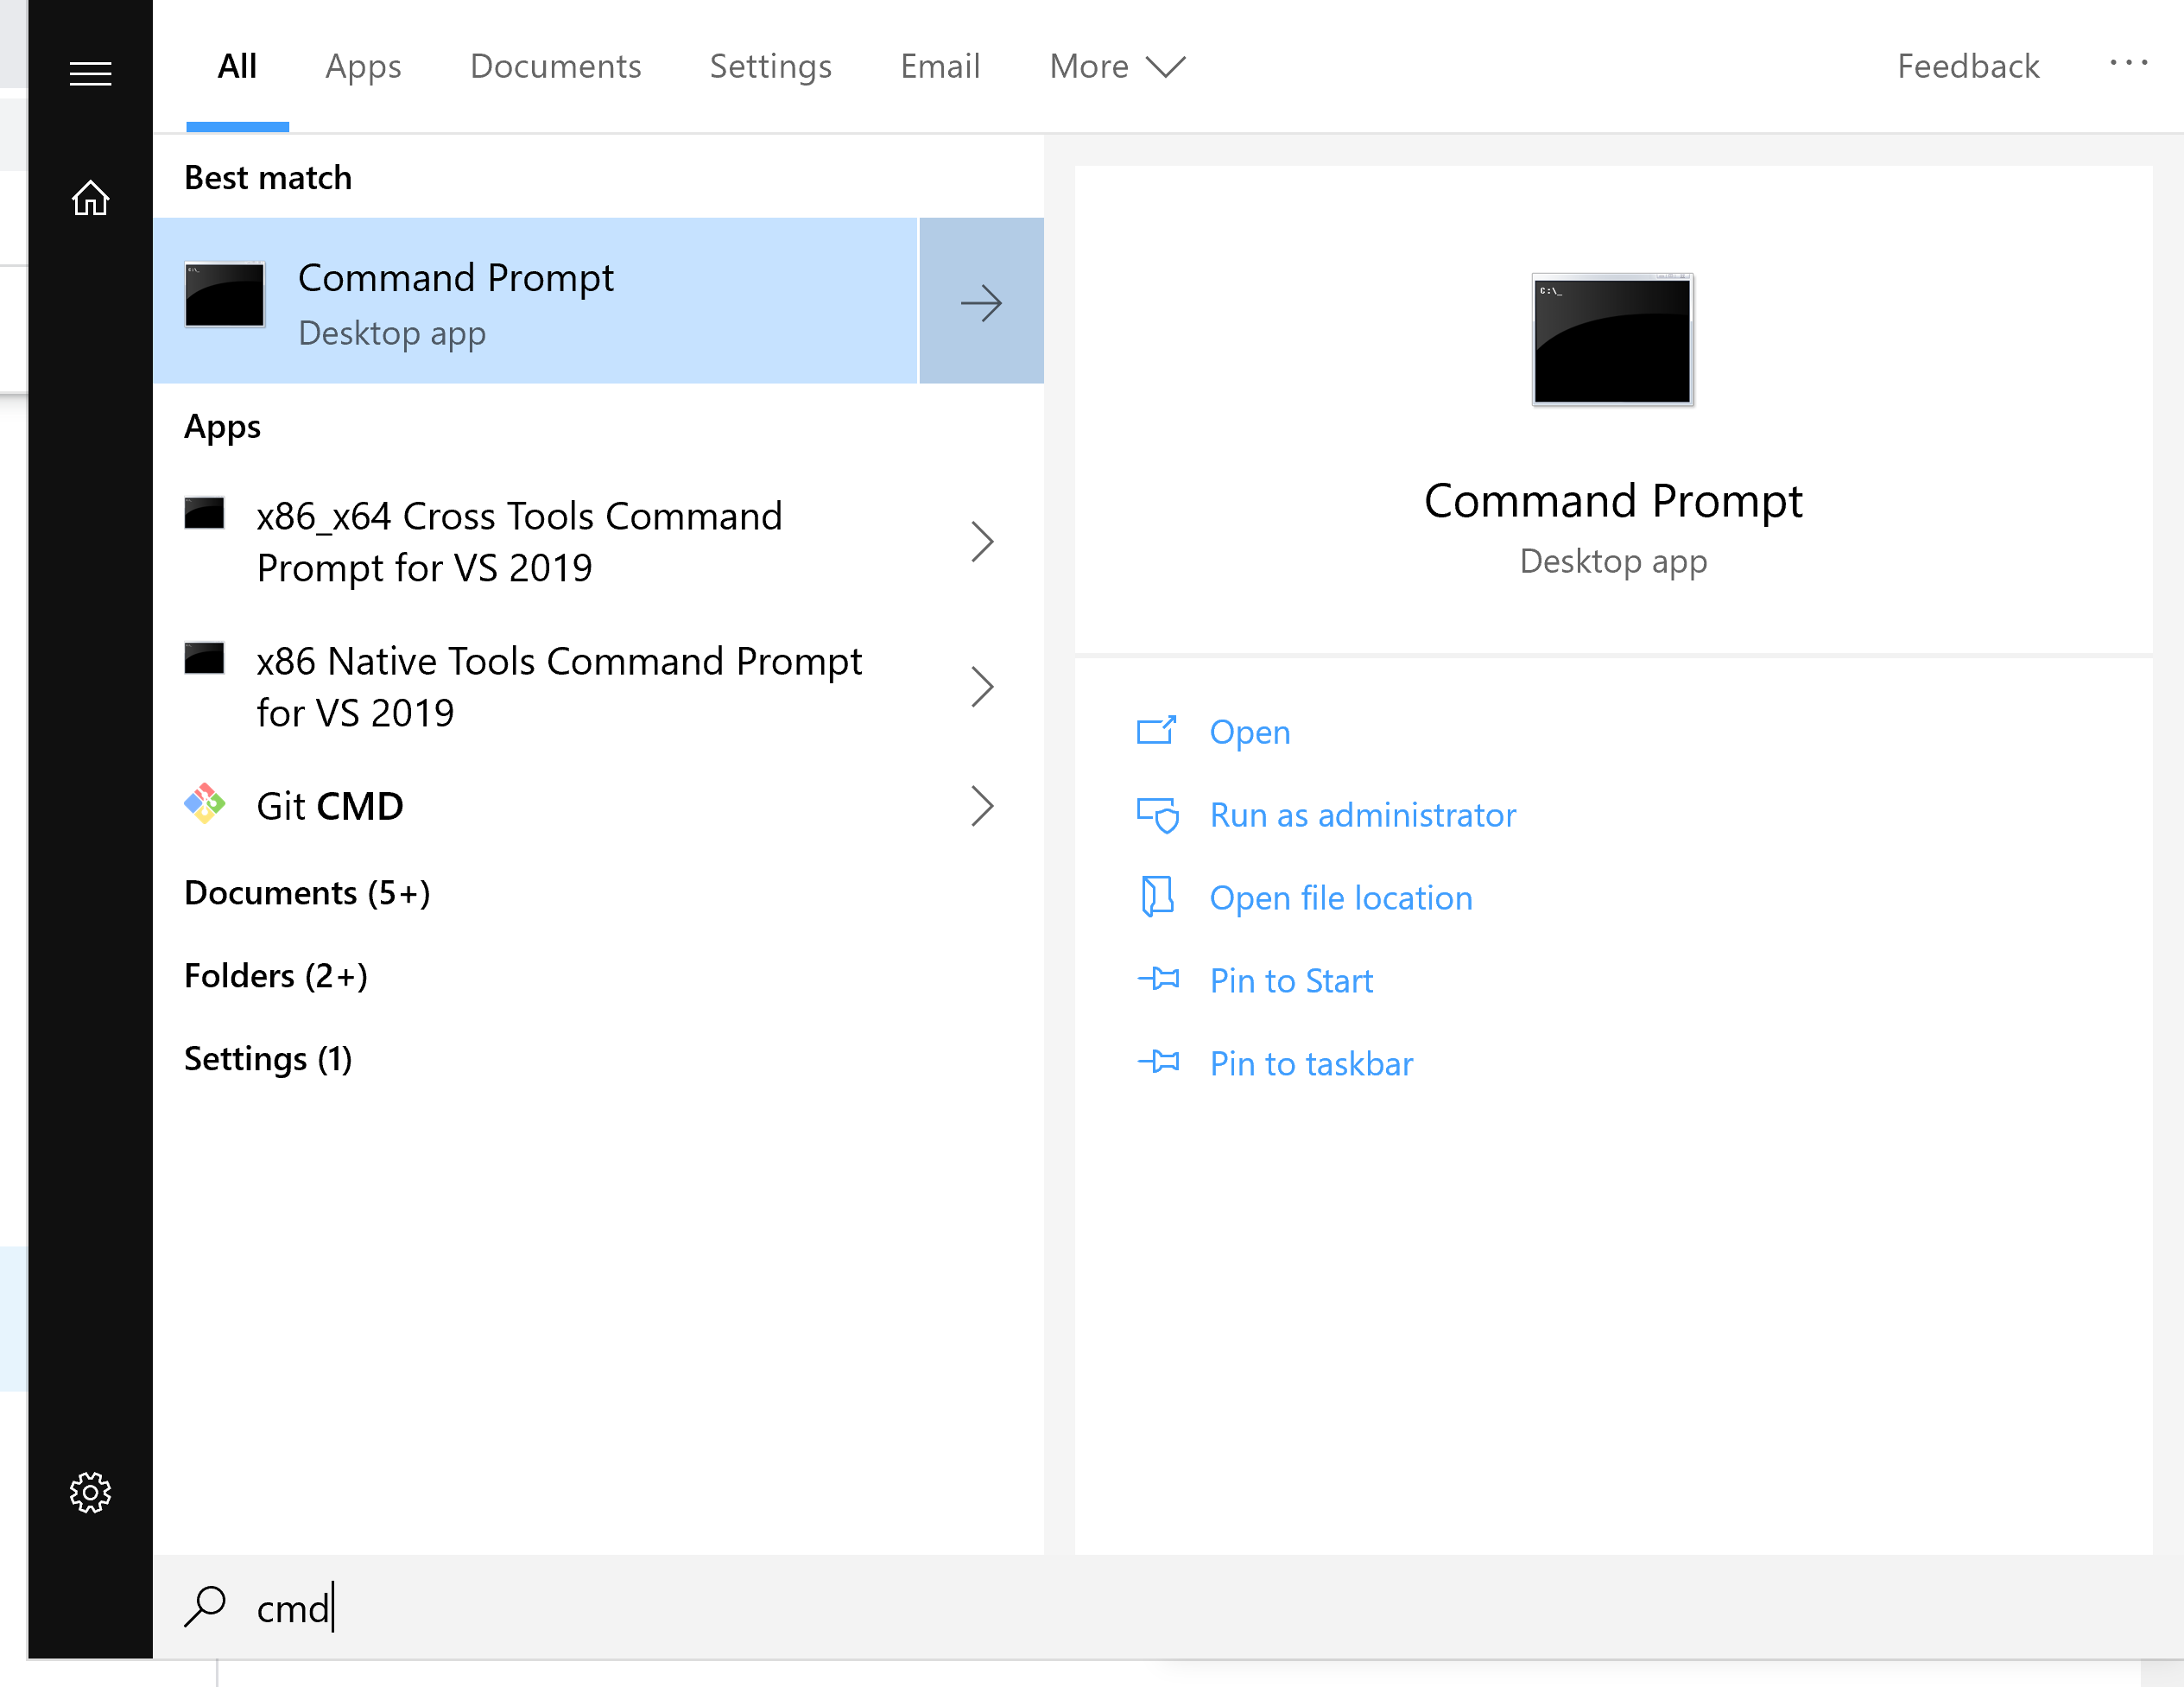 All Apps Documents Settings Email More Feedback ...
Best match
Command Prompt
Desktop app
Apps
x86_x64 Cross Tools Command
Prompt for VS 2019
x86 Native Tools Command Prompt
for VS 2019
Git CMD
Documents (5+)
Folders (2+)
Settings (1)
C:\_
Command Prompt
Desktop app
Open
Run as administrator
Open file location
Pin to Start
Pin to taskbar
cmd